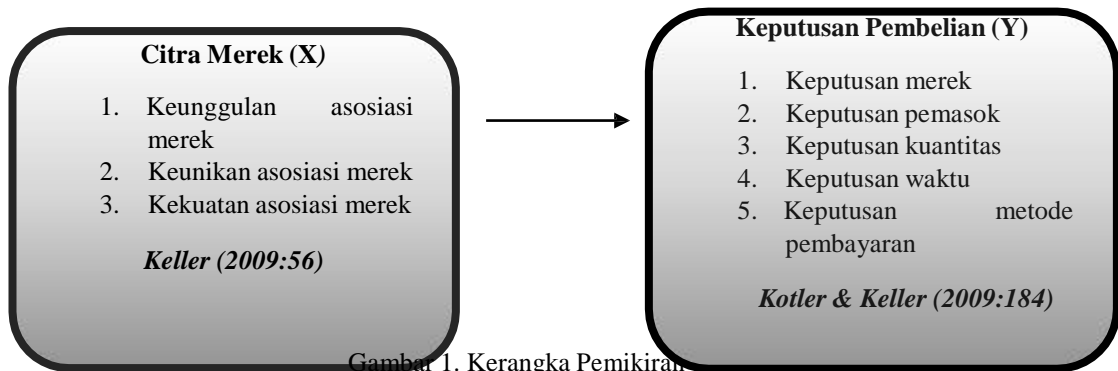 Citra Merek (X)
1. Keunggulan asosiasi
merek
2. Keunikan asosiasi merek
3. Kekuatan asosiasi merek
Keller (2009:56)
Keputusan Pembelian (Y)
1. Keputusan merek
2. Keputusan pemasok
3. Keputusan kuantitas
4. Keputusan waktu
5. Keputusan metode
pembayaran
Kotler & Keller (2009:184)
Gambar 1. Kerangka Pemikiran